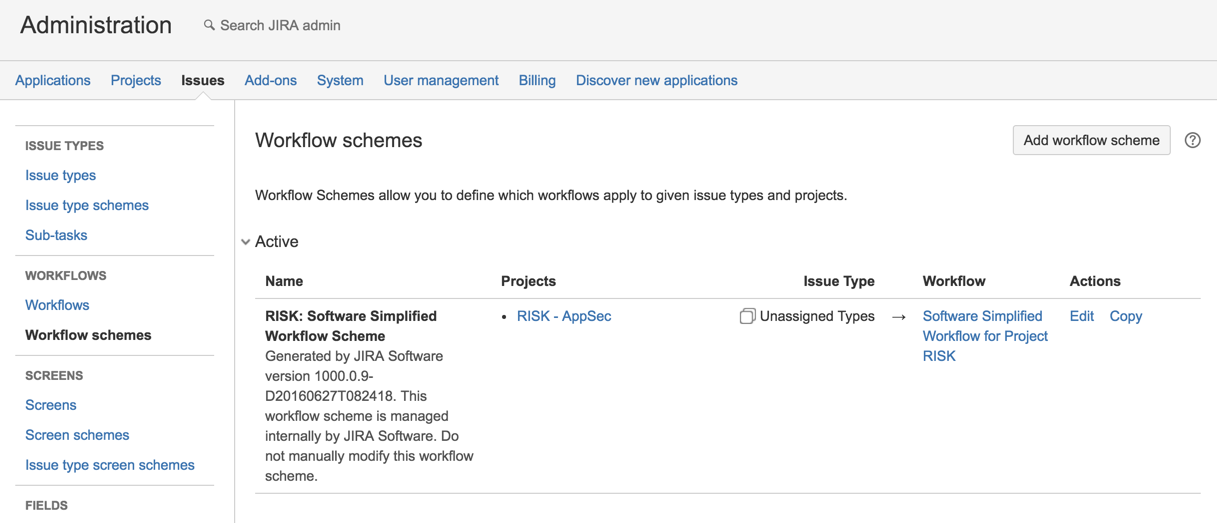 Administration
Search JIRA admin
Applications Projects Issues Add-ons System User management Billing Discover new applications
ISSUE TYPES
Issue types
Issue type schemes
Sub-tasks
WORKFLOWS
Workflows
Workflow schemes
SCREENS
Screens
Screen schemes
Issue type screen schemes
FIELDS
Workflow schemes
Add workflow scheme
?
Workflow Schemes allow you to define which workflows apply to given issue types and projects.
Active
Name Projects Issue Type Workflow Actions
RISK: Software Simplified
Workflow Scheme
Generated by JIRA Software
version 1000.0.9-
D20160627T082418. This
workflow scheme is managed
internally by JIRA Software. Do
not manually modify this workflow
scheme.
• RISK - AppSec
Unassigned Types →
Software Simplified
Workflow for Project
RISK
Edit Copy